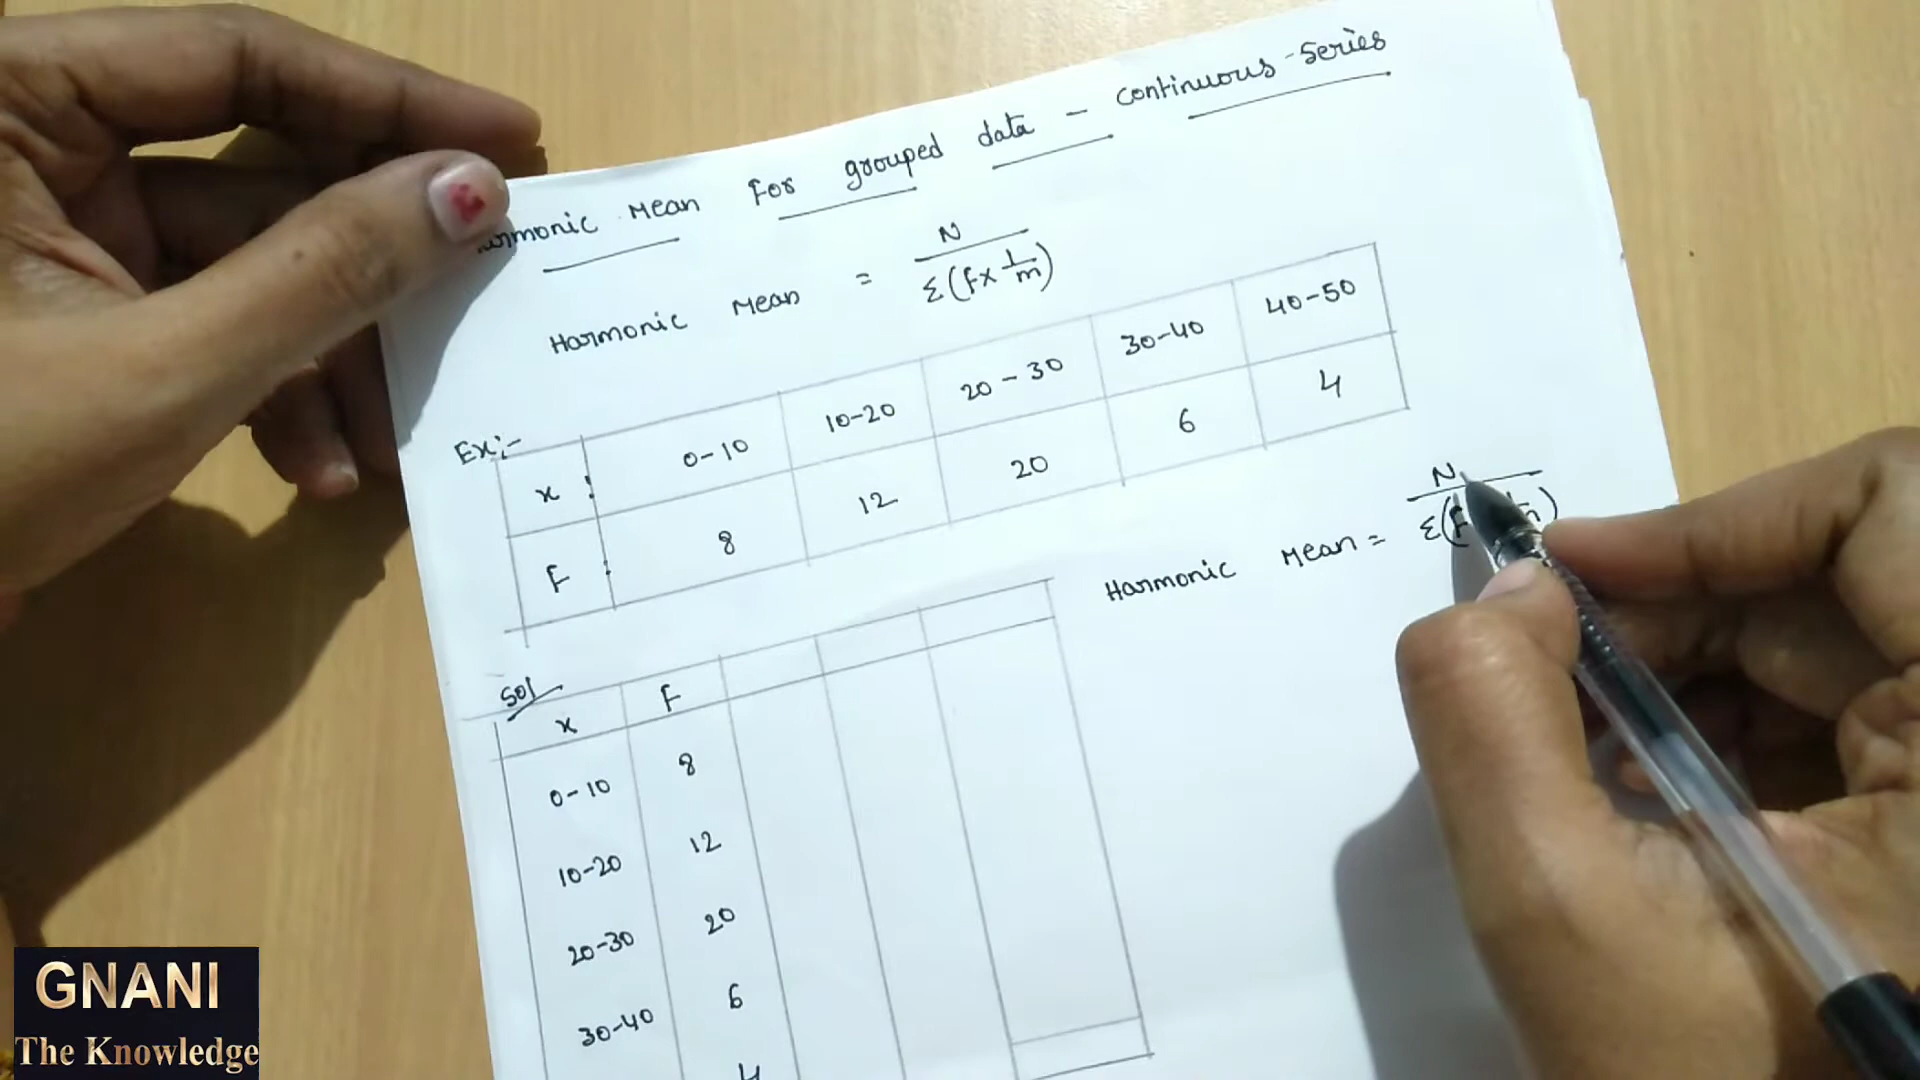 Mean For grouped data - continuous-series
Harmonic Mean = N
Σ(F× 1/m)
Ex:-
x : 0-10 10-20 20-30 30-40 40-50
F : 8 12 20 6 4
Sol
x F
0-10 8
10-20 12
20-30 20
30-40 6
4
Harmonic Mean = N
Σ(F
GNANI
The Knowledge